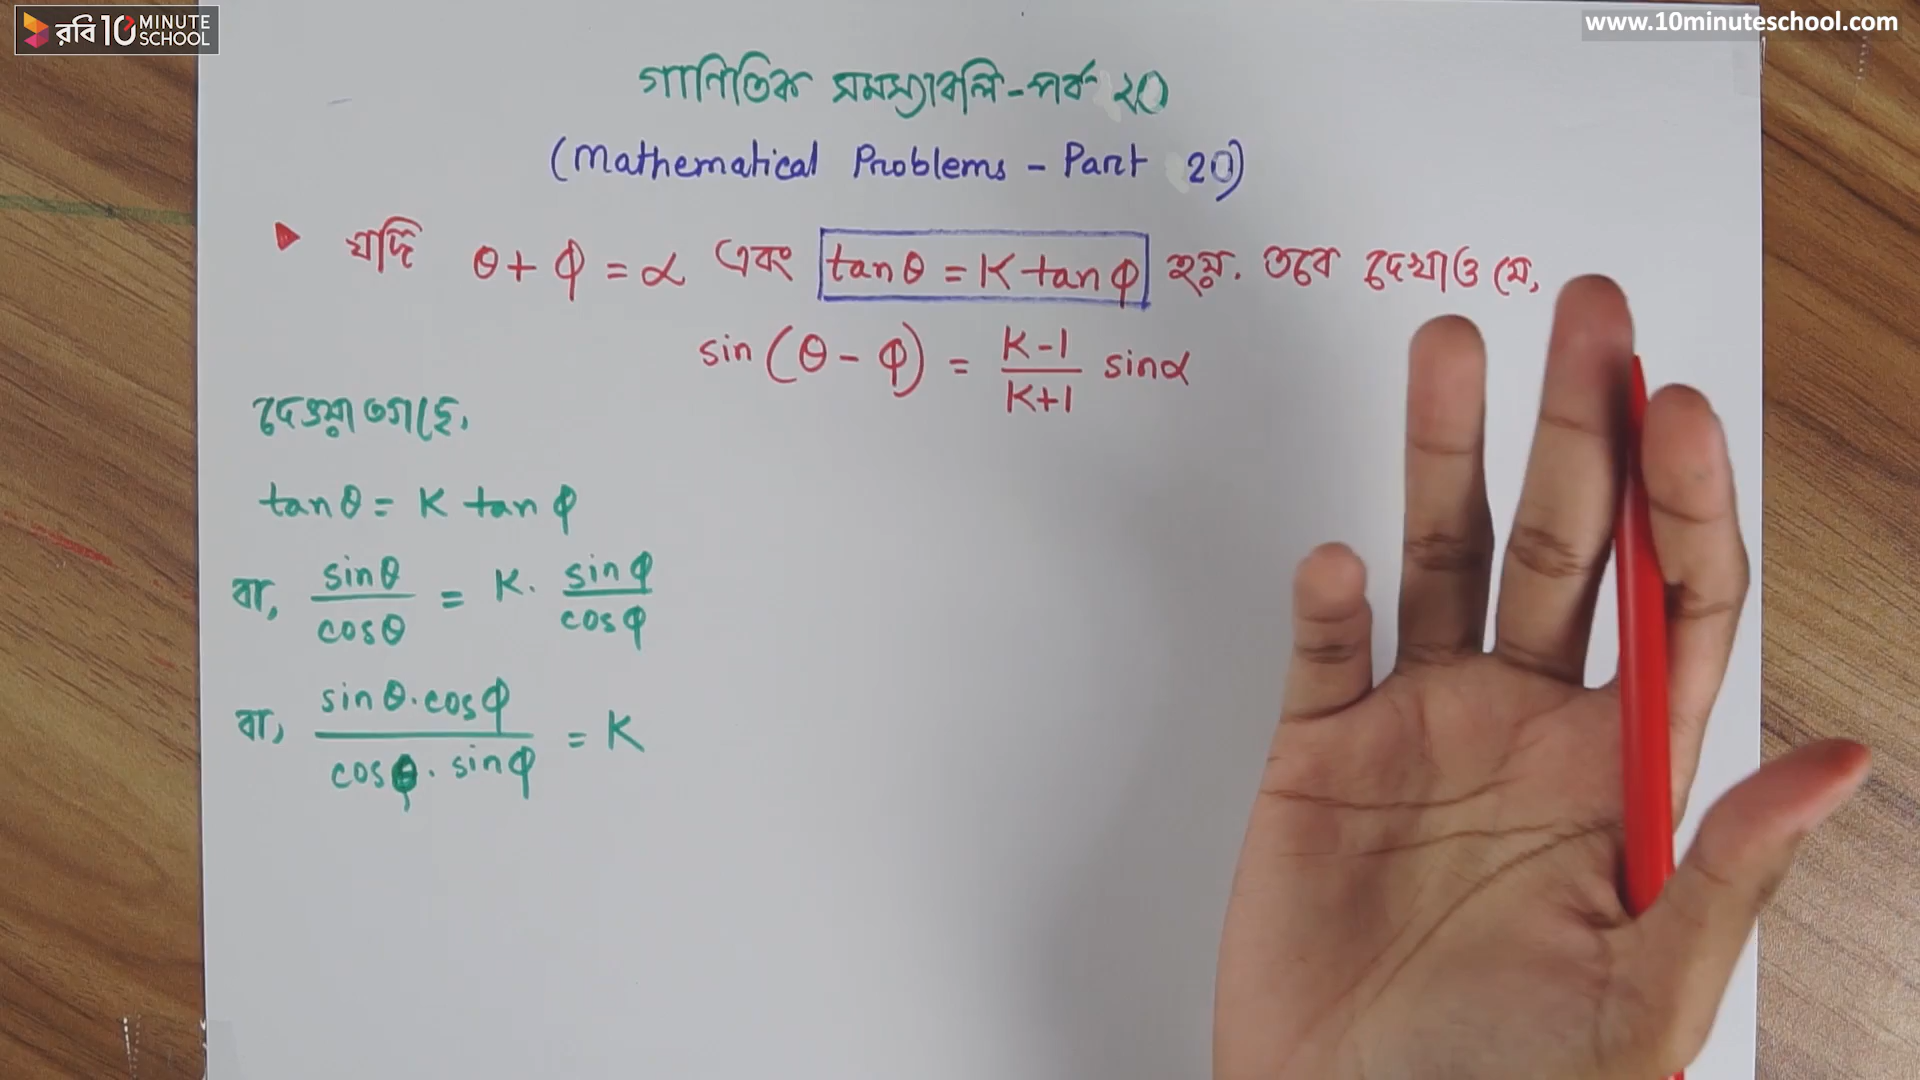 রবি 10 MINUTE SCHOOL
www.10minuteschool.com
গাণিতিক সমস্যাবলি - পর্ব ২০
(Mathematical Problems - Part 20)
▶ যদি θ + φ = α এবং tanθ = K tanφ হয়. তবে দেখাও যে,
sin(θ - φ) = (K-1)/(K+1) sinα
দেওয়া আছে,
tanθ = K tanφ
বা, sinθ/cosθ = K. sinφ/cosφ
বা, (sinθ.cosφ)/(cosθ.sinφ) = K